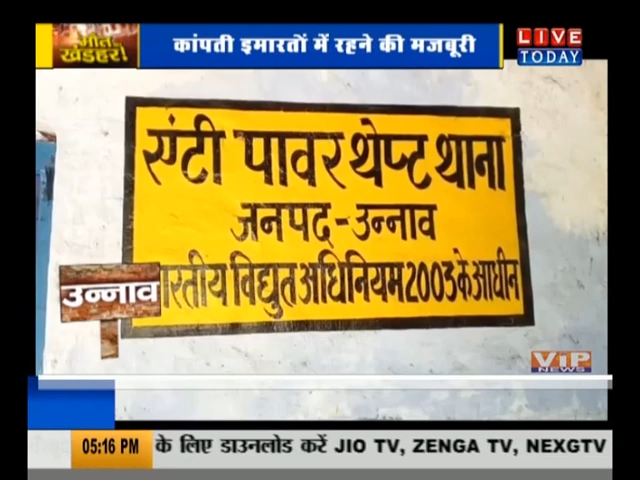 मौत के
खंडहर!
कांपती इमारतों में रहने की मजबूरी
LIVE
TODAY
एंटी पावर थेप्ट थाना
जनपद-उन्नाव
उन्नाव
रतीय विद्युत अधिनियम 2003 के आधीन
VIP
NEWS
05:16 PM के लिए डाउनलोड करें JIO TV, ZENGA TV, NEXGTV